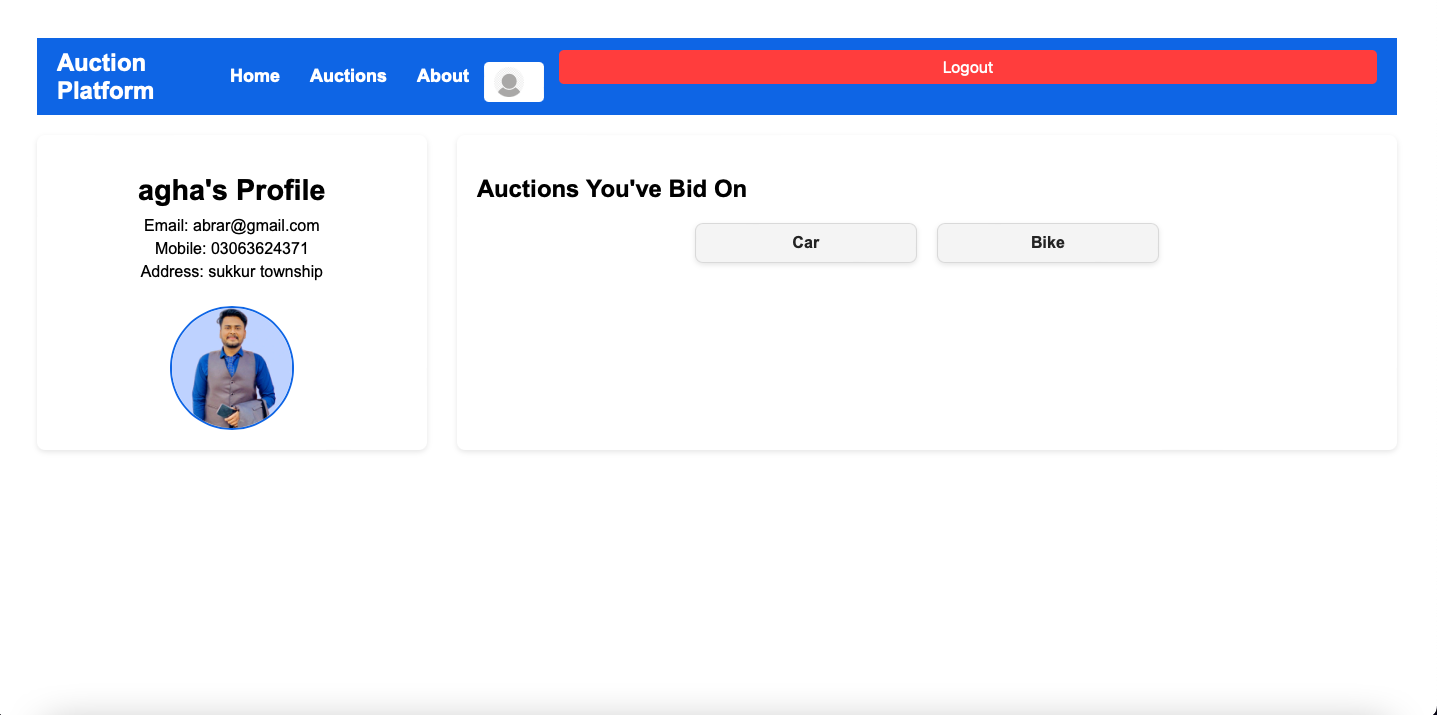 Auction
Platform
Home Auctions About Logout
agha's Profile
Email: abrar@gmail.com
Mobile: 03063624371
Address: sukkur township
Auctions You've Bid On
Car Bike